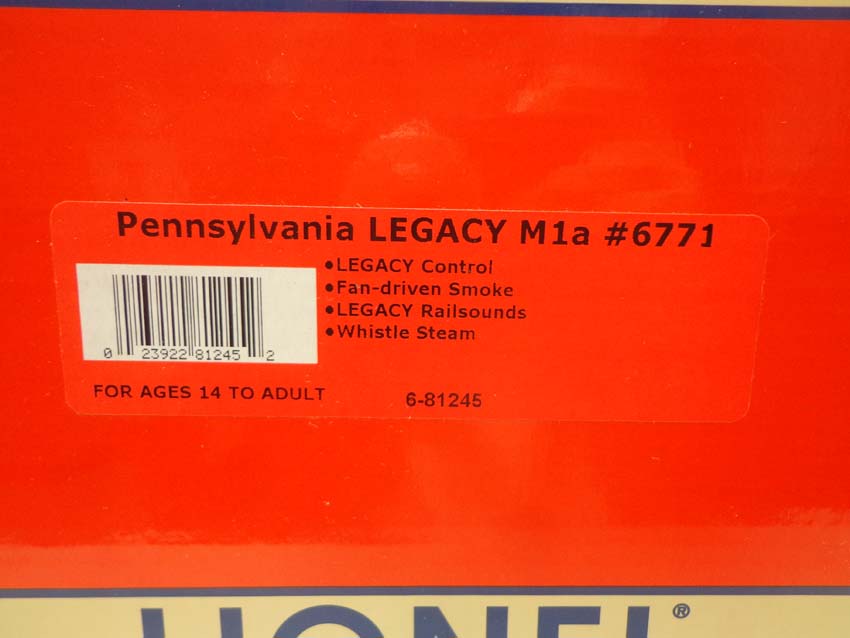 Pennsylvania LEGACY M1a #6771
•LEGACY Control
•Fan-driven Smoke
•LEGACY Railsounds
•Whistle Steam
0 23922 81245 2
FOR AGES 14 TO ADULT 6-81245
LIONEL®